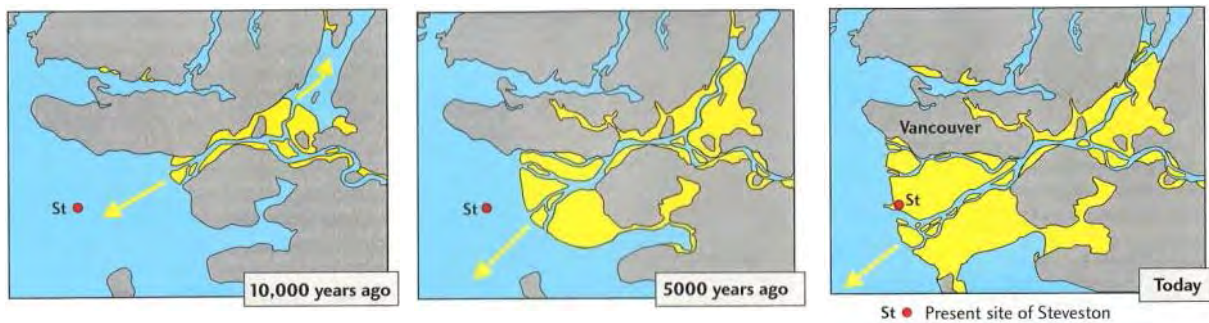 St
10,000 years ago
St
5000 years ago
Vancouver
St
Today
St Present site of Steveston